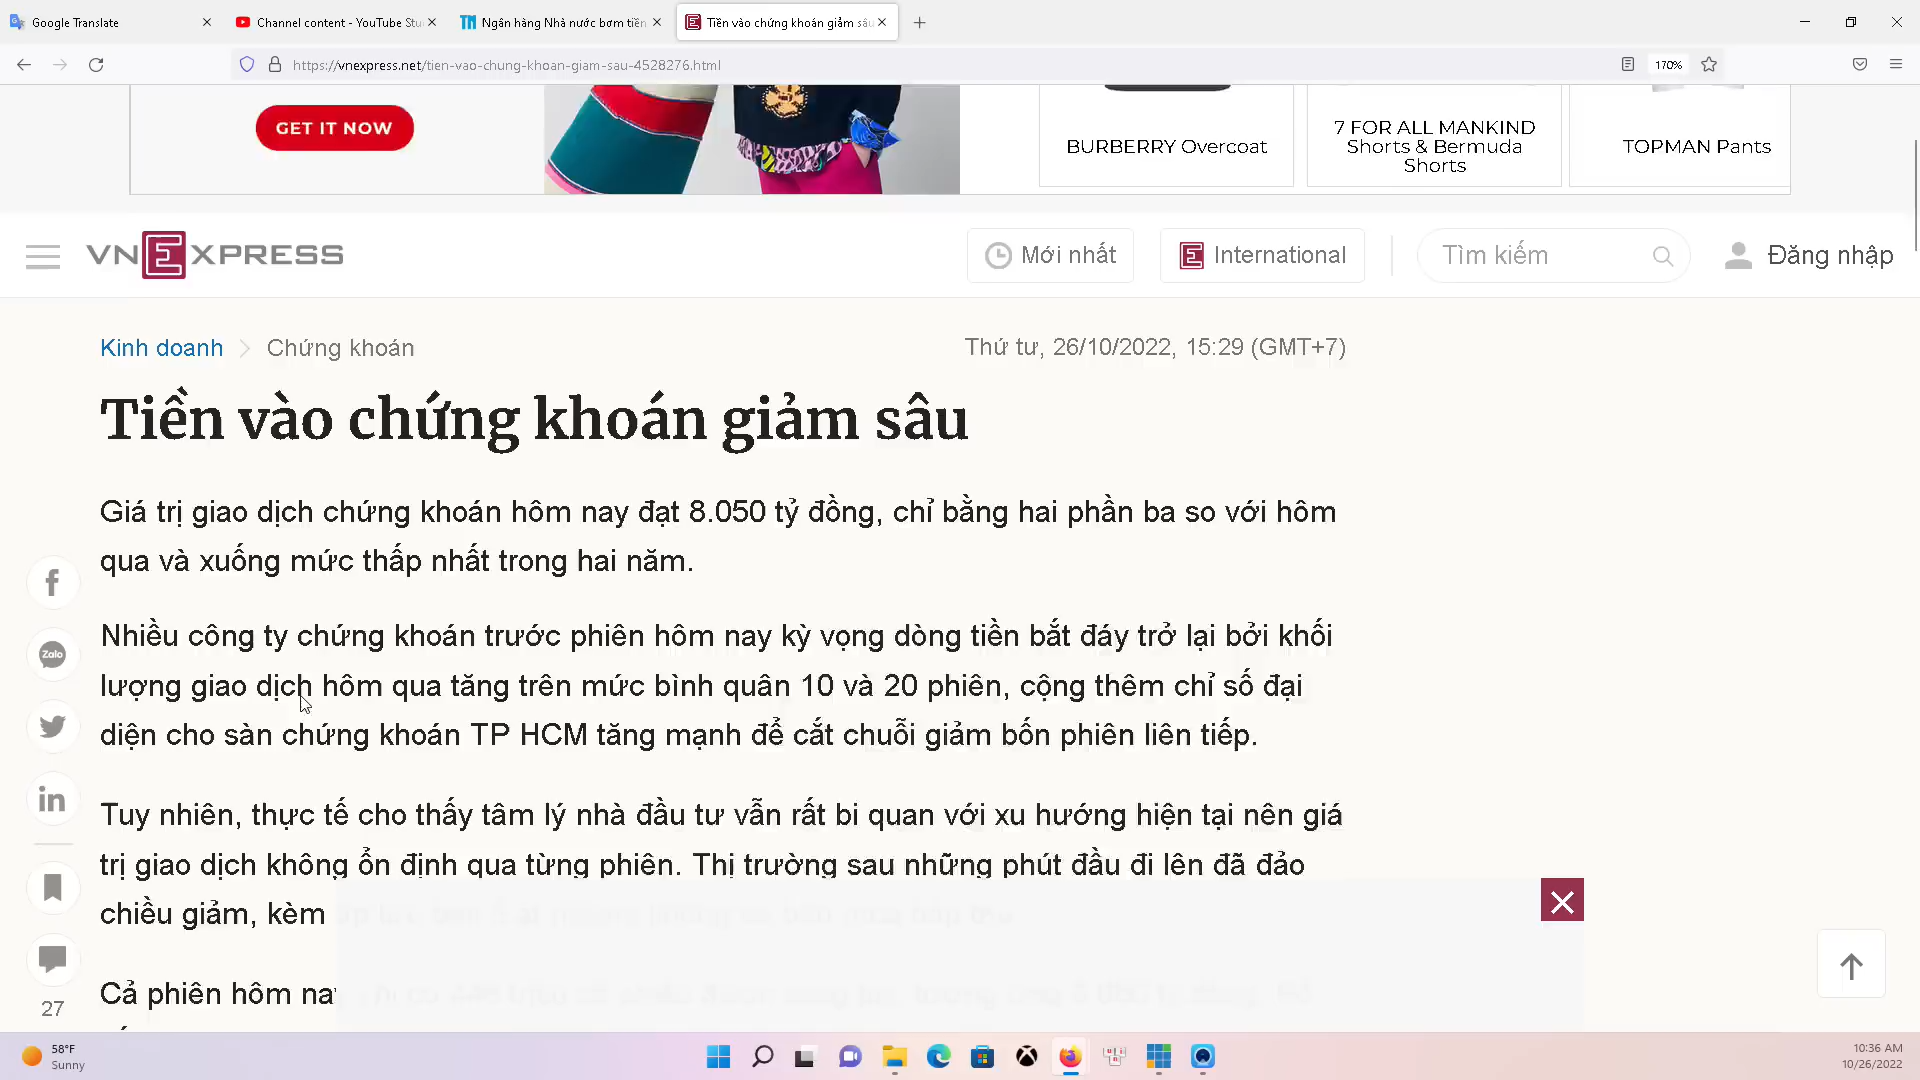 Google Translate
Channel content - YouTube Stu
Ngân hàng Nhà nước bơm tiền
Tiền vào chứng khoán giảm sâu
https://vnexpress.net/tien-vao-chung-khoan-giam-sau-4528276.html
170%
GET IT NOW
BURBERRY Overcoat
7 FOR ALL MANKIND
Shorts & Bermuda
Shorts
TOPMAN Pants
VNEXPRESS
Mới nhất
International
Tìm kiếm
Đăng nhập
Kinh doanh
Chứng khoán
Thứ tư, 26/10/2022, 15:29 (GMT+7)
Tiền vào chứng khoán giảm sâu
Giá trị giao dịch chứng khoán hôm nay đạt 8.050 tỷ đồng, chỉ bằng hai phần ba so với hôm
qua và xuống mức thấp nhất trong hai năm.
Nhiều công ty chứng khoán trước phiên hôm nay kỳ vọng dòng tiền bắt đáy trở lại bởi khối
lượng giao dịch hôm qua tăng trên mức bình quân 10 và 20 phiên, cộng thêm chỉ số đại
diện cho sàn chứng khoán TP HCM tăng mạnh để cắt chuỗi giảm bốn phiên liên tiếp.
Tuy nhiên, thực tế cho thấy tâm lý nhà đầu tư vẫn rất bi quan với xu hướng hiện tại nên giá
trị giao dịch không ổn định qua từng phiên. Thị trường sau những phút đầu đi lên đã đảo
chiều giảm, kèm
Cả phiên hôm nay
Zalo
27
58°F
Sunny
10:36 AM
10/26/2022